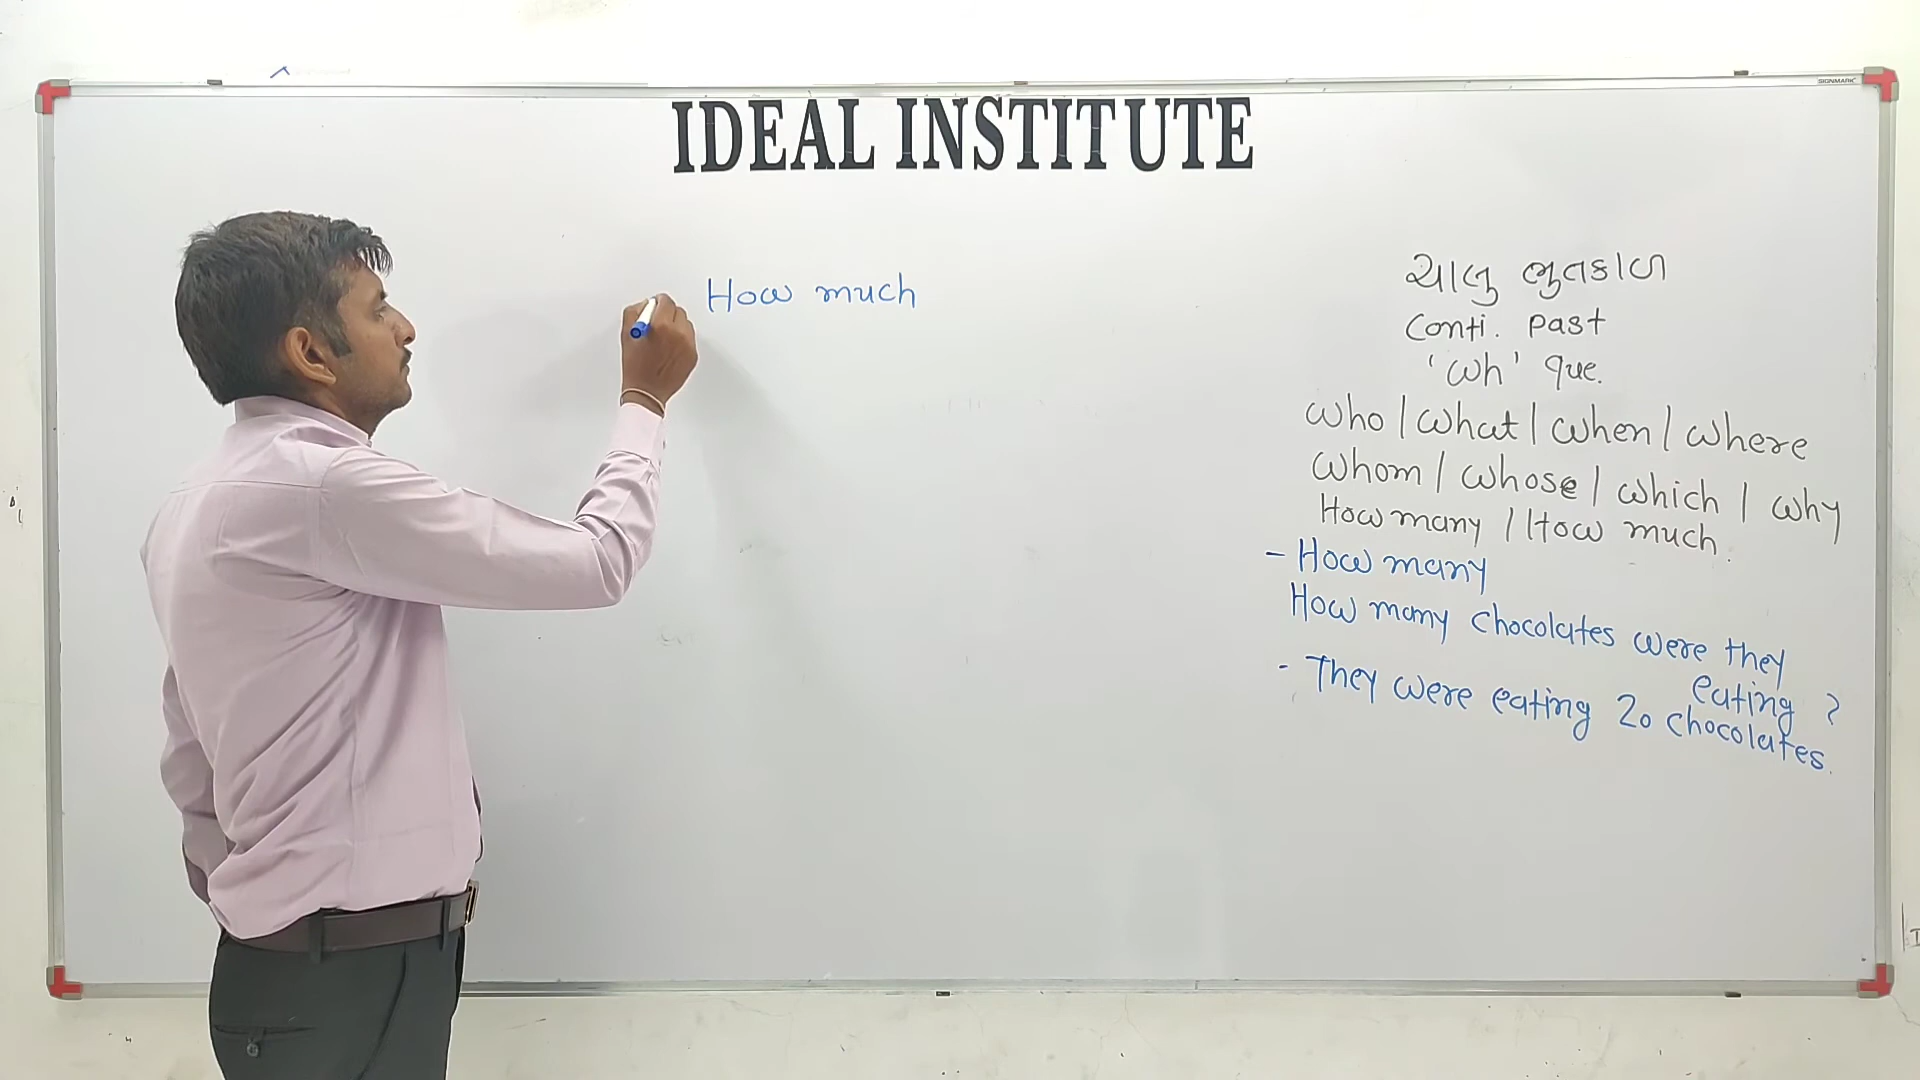 IDEAL INSTITUTE
SIGNMARK
How much
ચાલુ ભુતકાળ
Conti. past
'wh' que.
who / what / when / where
whom / whose / which / why
How many / How much.
- How many
How many chocolates were they
eating ?
- They were eating 20 chocolates.